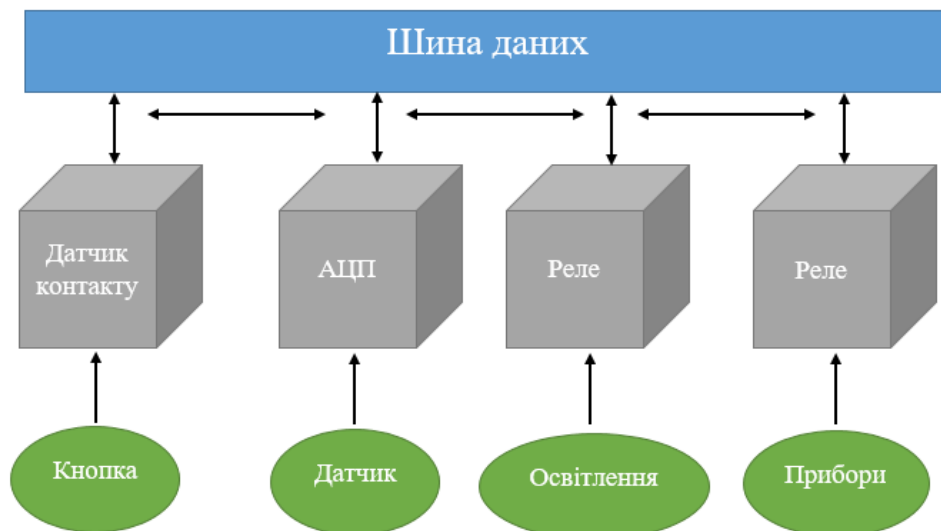 Шина даних
Датчик
контакту
АЦП
Реле
Реле
Кнопка
Датчик
Освітлення
Прибори